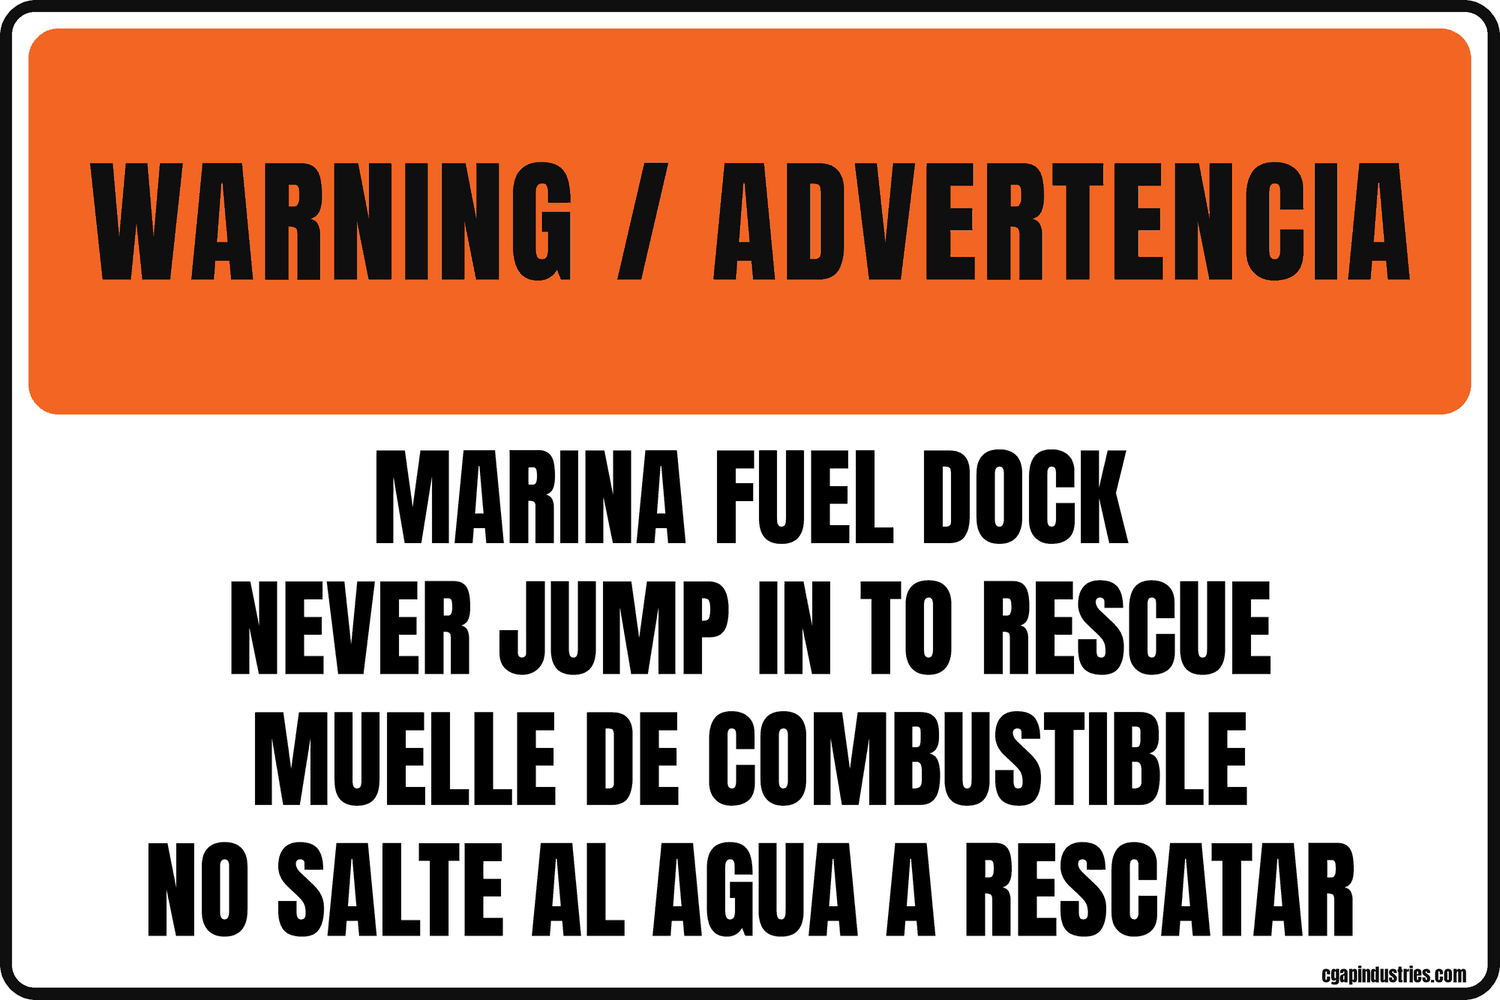 WARNING / ADVERTENCIA
MARINA FUEL DOCK
NEVER JUMP IN TO RESCUE
MUELLE DE COMBUSTIBLE
NO SALTE AL AGUA A RESCATAR
cgapindustries.com